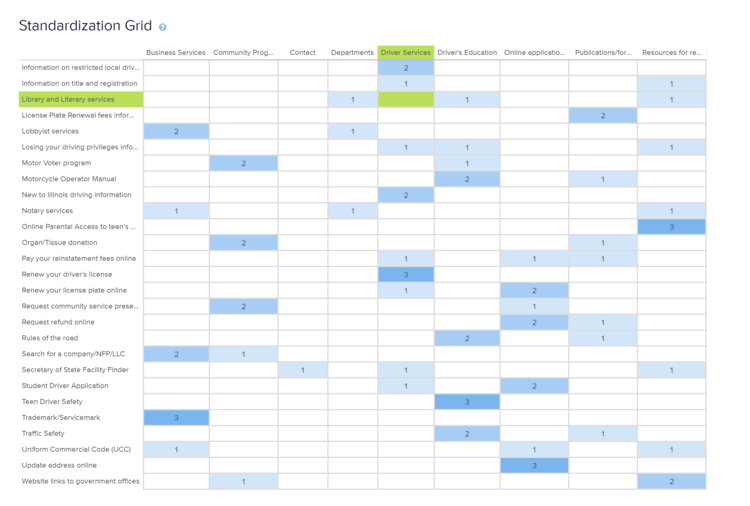 Standardization Grid ?
Business Services Community Prog... Contact Departments Driver Services Driver's Education Online applicatio... Publications/for... Resources for re...
Information on restricted local driv... 2
Information on title and registration 1 1
Library and Literary services 1 1 1
License Plate Renewal fees infor... 2
Lobbyist services 2 1
Losing your driving privileges info... 1 1 1
Motor Voter program 2 1
Motorcycle Operator Manual 2 1
New to Illinois driving information 2
Notary services 1 1 1
Online Parental Access to teen's ... 3
Organ/Tissue donation 2 1
Pay your reinstatement fees online 1 1 1
Renew your driver's license 3
Renew your license plate online 1 2
Request community service prese... 2 1
Request refund online 2 1
Rules of the road 2 1
Search for a company/NFP/LLC 2 1
Secretary of State Facility Finder 1 1 1
Student Driver Application 1 2
Teen Driver Safety 3
Trademark/Servicemark 3
Traffic Safety 2 1
Uniform Commercial Code (UCC) 1 1 1
Update address online 3
Website links to government offices 1 2